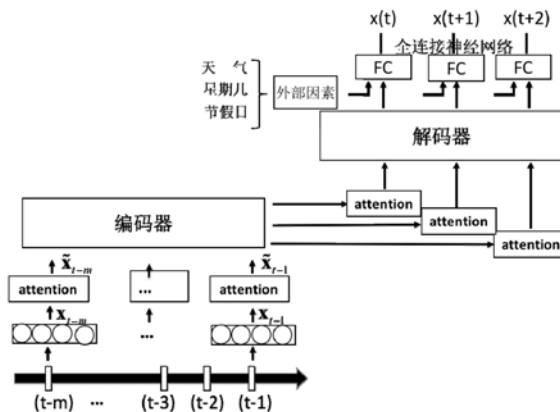 x(t) x(t+1) x(t+2)
全连接神经网络
FC FC FC
天 气
星期几
节假日
外部因素
解码器
attention
attention
attention
编码器
x̃t-m x̃t-1
attention ... attention
xt-m ... xt-1
(t-m) ... (t-3) (t-2) (t-1)